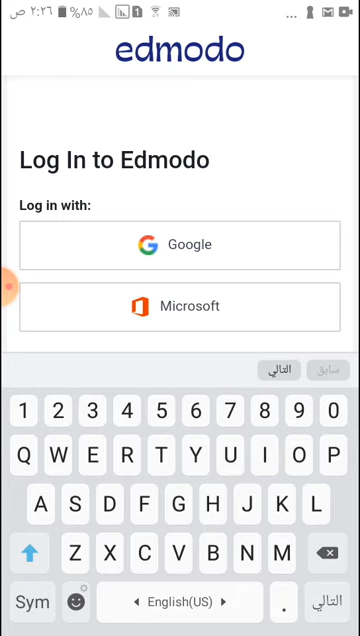 ص ٢:٢٦ %٨٥ 1 ...
edmodo
Log In to Edmodo
Log in with:
Google
Microsoft
التالي سابق
1 2 3 4 5 6 7 8 9 0
Q W E R T Y U I O P
A S D F G H J K L
Z X C V B N M
Sym English(US) . التالي